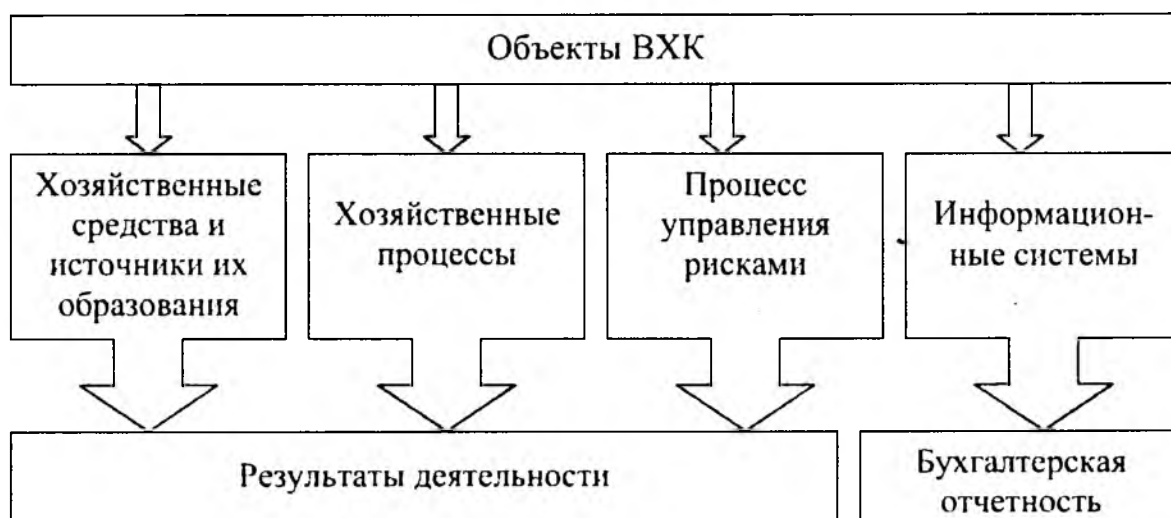 Объекты ВХК
Хозяйственные
средства и
источники их
образования
Хозяйственные
процессы
Процесс
управления
рисками
Информацион-
ные системы
Результаты деятельности
Бухгалтерская
отчетность